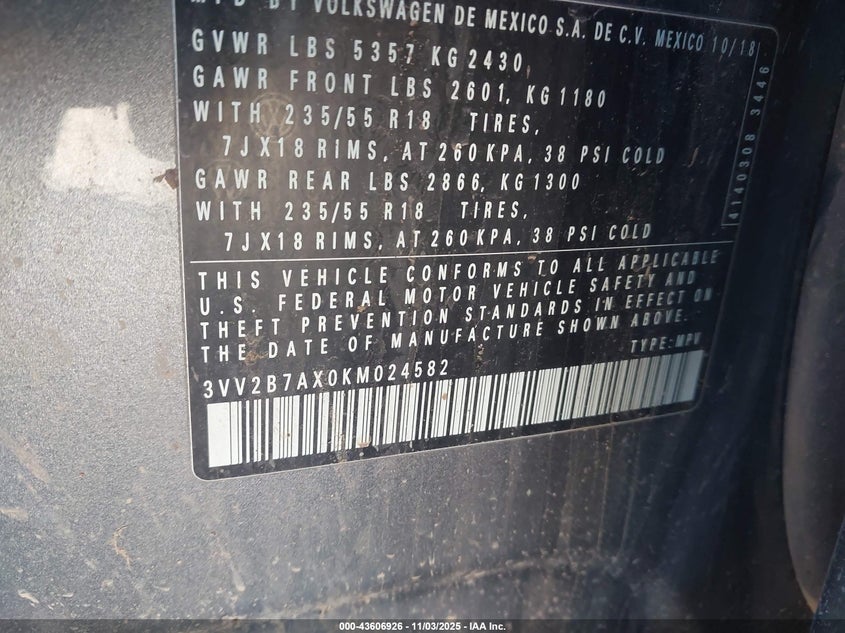 MFD BY VOLKSWAGEN DE MEXICO S.A. DE C.V. MEXICO 10/18
GVWR LBS 5357 KG 2430
GAWR FRONT LBS 2601, KG 1180
WITH 235/55 R18 TIRES,
7JX18 RIMS, AT 260 KPA, 38 PSI COLD
GAWR REAR LBS 2866, KG 1300
WITH 235/55 R18 TIRES,
7JX18 RIMS, AT 260 KPA, 38 PSI COLD
4140308 3446
THIS VEHICLE CONFORMS TO ALL APPLICABLE
U.S. FEDERAL MOTOR VEHICLE SAFETY AND
THEFT PREVENTION STANDARDS IN EFFECT ON
THE DATE OF MANUFACTURE SHOWN ABOVE.
TYPE: MPV
3VV2B7AX0KM024582
000-43606926 - 11/03/2025 - IAA Inc.